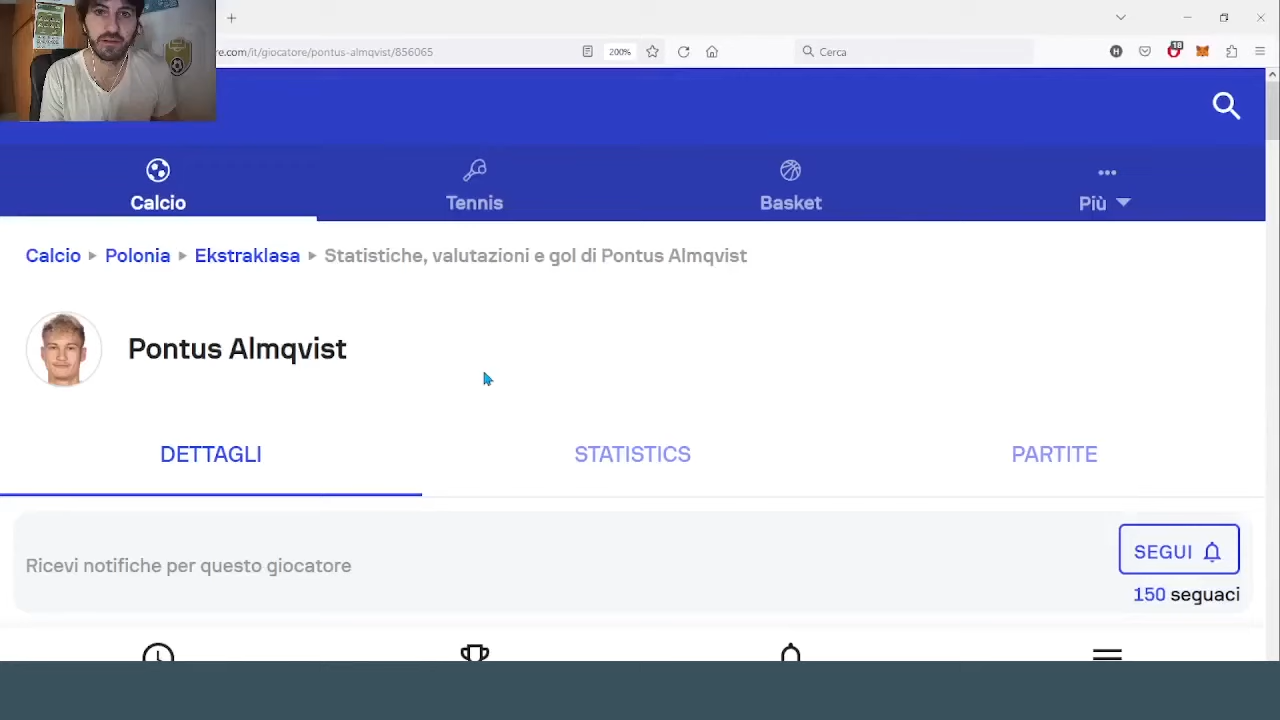 re.com/it/giocatore/pontus-almqvist/856065
200%
Cerca
H
18
Calcio
Tennis
Basket
Più
Calcio Polonia Ekstraklasa Statistiche, valutazioni e gol di Pontus Almqvist
Pontus Almqvist
DETTAGLI
STATISTICS
PARTITE
Ricevi notifiche per questo giocatore
SEGUI
150 seguaci